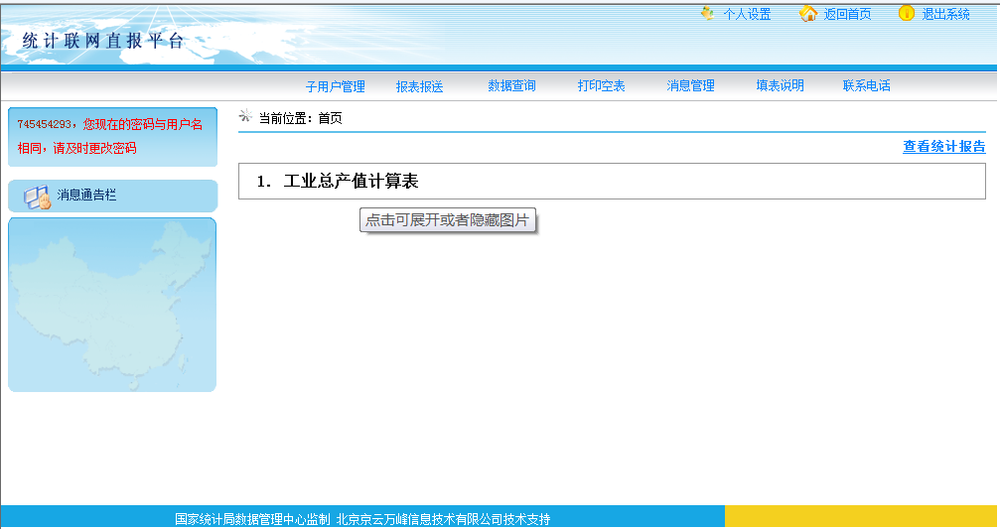 个人设置 返回首页 退出系统
统计联网直报平台
子用户管理 报表报送 数据查询 打印空表 消息管理 填表说明 联系电话
745454293，您现在的密码与用户名
相同，请及时更改密码
当前位置：首页
查看统计报告
1. 工业总产值计算表
消息通告栏
点击可展开或者隐藏图片
国家统计局数据管理中心监制 北京京云万峰信息技术有限公司技术支持